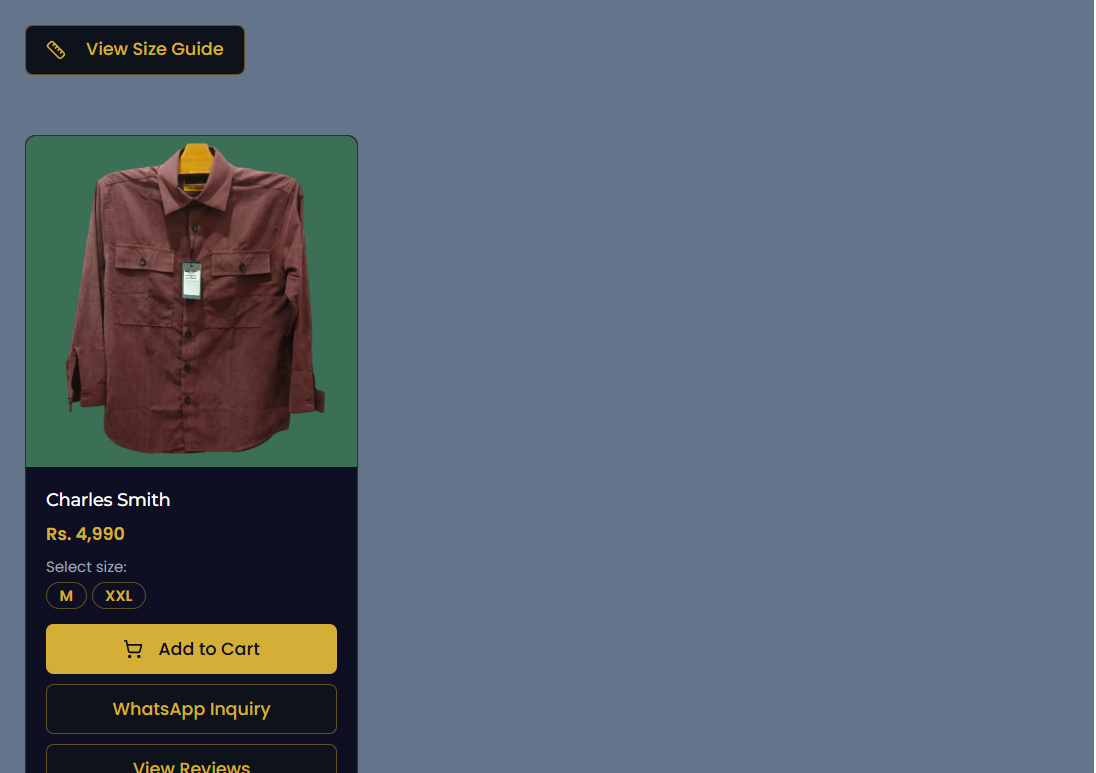 View Size Guide
Charles Smith
Rs. 4,990
Select size:
M XXL
Add to Cart
WhatsApp Inquiry
View Reviews